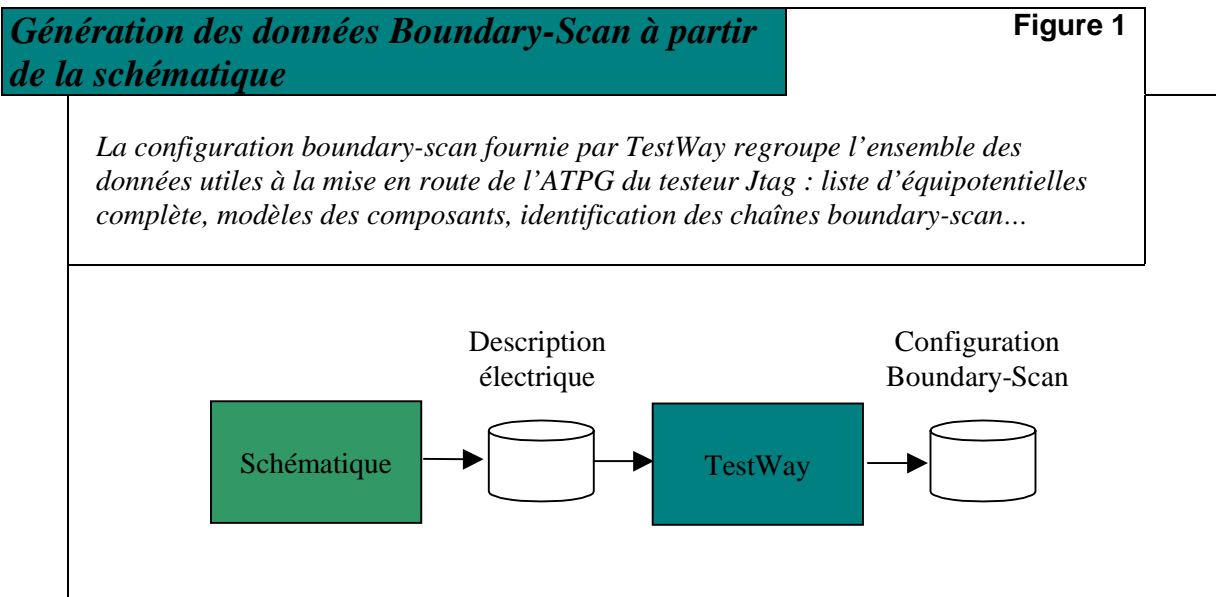 Génération des données Boundary-Scan à partir
de la schématique
Figure 1
La configuration boundary-scan fournie par TestWay regroupe l'ensemble des
données utiles à la mise en route de l'ATPG du testeur Jtag : liste d'équipotentielles
complète, modèles des composants, identification des chaînes boundary-scan…
Description
électrique
Configuration
Boundary-Scan
Schématique
TestWay